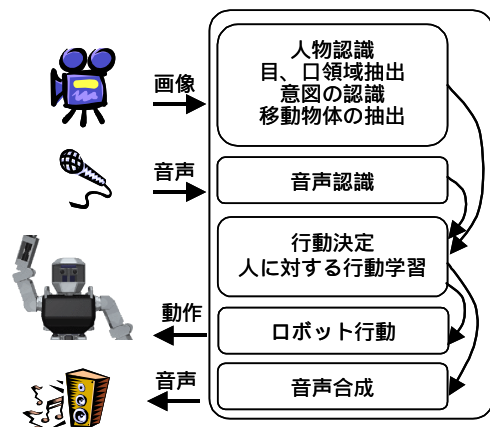 画像
人物認識
目、口領域抽出
意図の認識
移動物体の抽出
音声
音声認識
行動決定
人に対する行動学習
動作
ロボット行動
音声
音声合成